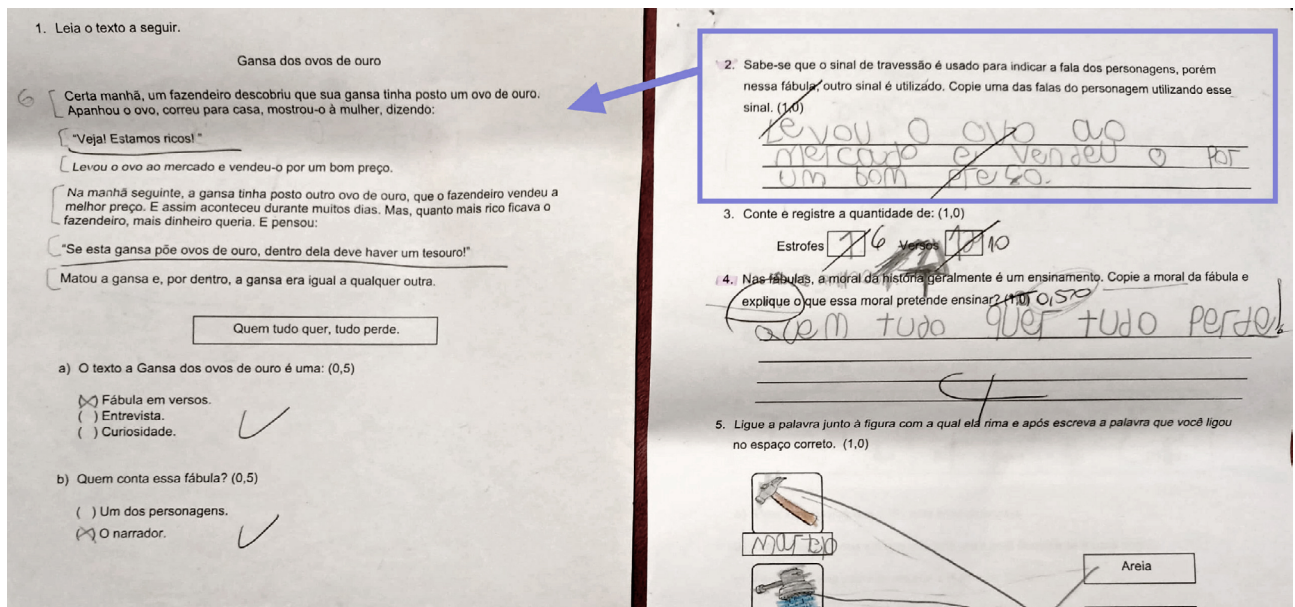 1. Leia o texto a seguir.
Gansa dos ovos de ouro
6
Certa manhã, um fazendeiro descobriu que sua gansa tinha posto um ovo de ouro.
Apanhou o ovo, correu para casa, mostrou-o à mulher, dizendo:
"Veja! Estamos ricos! "
Levou o ovo ao mercado e vendeu-o por um bom preço.
Na manhã seguinte, a gansa tinha posto outro ovo de ouro, que o fazendeiro vendeu a
melhor preço. E assim aconteceu durante muitos dias. Mas, quanto mais rico ficava o
fazendeiro, mais dinheiro queria. E pensou:
"Se esta gansa põe ovos de ouro, dentro dela deve haver um tesouro!"
Matou a gansa e, por dentro, a gansa era igual a qualquer outra.
Quem tudo quer, tudo perde.
a) O texto a Gansa dos ovos de ouro é uma: (0,5)
(X) Fábula em versos.
( ) Entrevista.
( ) Curiosidade.
b) Quem conta essa fábula? (0,5)
( ) Um dos personagens.
(X) O narrador.
2. Sabe-se que o sinal de travessão é usado para indicar a fala dos personagens, porém
nessa fábula, outro sinal é utilizado. Copie uma das falas do personagem utilizando esse
sinal. (1,0)
Levou o ovo ao
mercado e vendeu o por
um bom preso.
3. Conte e registre a quantidade de: (1,0)
Estrofes 6 Versos 10
4. Nas fábulas, a moral da história geralmente é um ensinamento. Copie a moral da fábula e
explique o que essa moral pretende ensinar? (1,0) 0,50
quem tudo quer tudo perde
5. Ligue a palavra junto à figura com a qual ela rima e após escreva a palavra que você ligou
no espaço correto. (1,0)
Areia